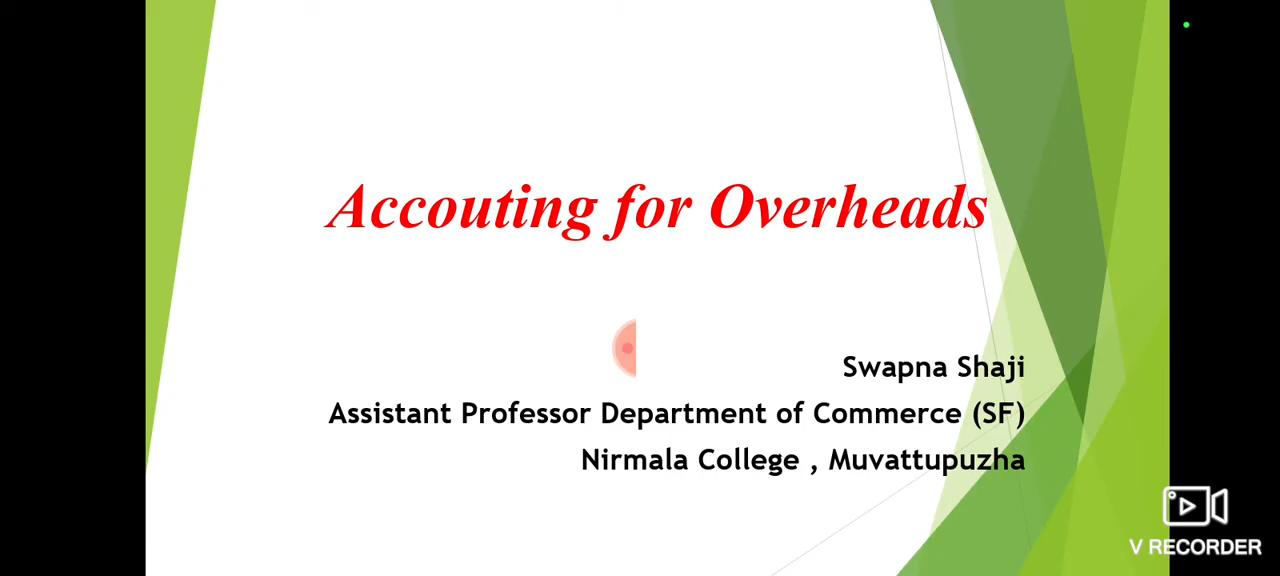 Accouting for Overheads
Swapna Shaji
Assistant Professor Department of Commerce (SF)
Nirmala College , Muvattupuzha
V RECORDER